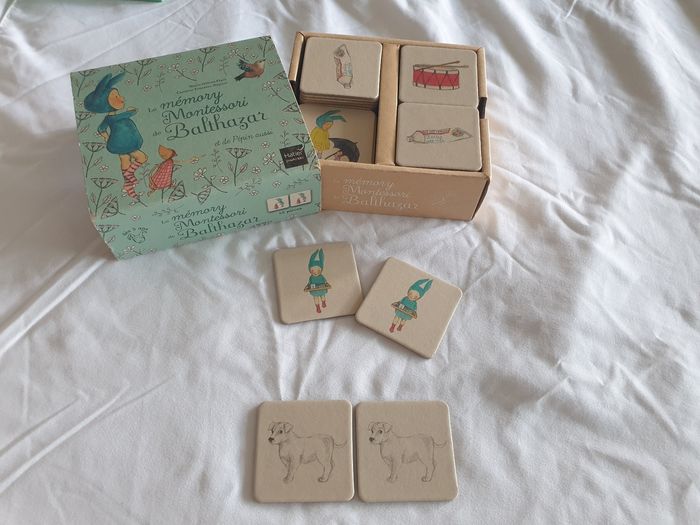 Le
mémory
Montessori
de
Balthazar
et de Pépin aussi
Hatier
Le
mémory
Montessori
de
Balthazar
Le
mémory
Montessori
de
Balthazar